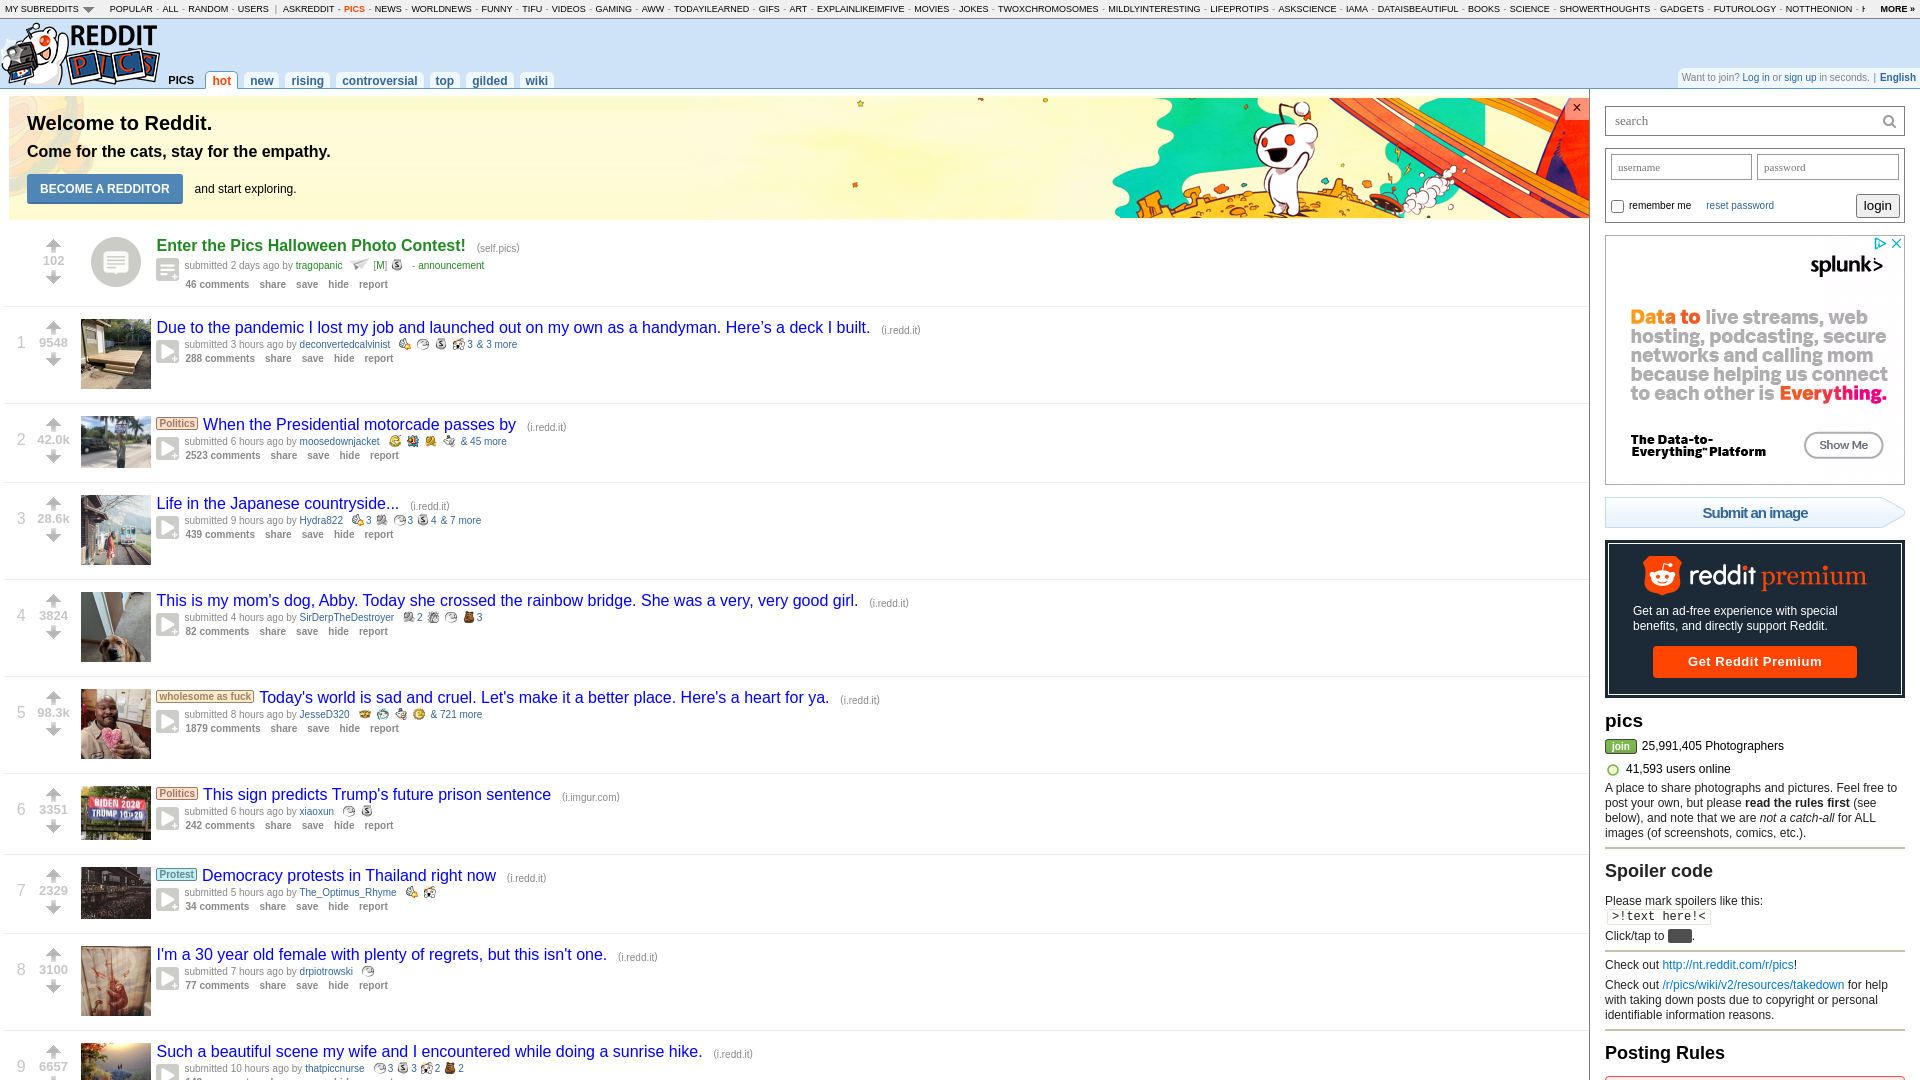 MY SUBREDDITS POPULAR - ALL - RANDOM - USERS | ASKREDDIT - PICS - NEWS - WORLDNEWS - FUNNY - TIFU - VIDEOS - GAMING - AWW - TODAYILEARNED - GIFS - ART - EXPLAINLIKEIMFIVE - MOVIES - JOKES - TWOXCHROMOSOMES - MILDLYINTERESTING - LIFEPROTIPS - ASKSCIENCE - IAMA - DATAISBEAUTIFUL - BOOKS - SCIENCE - SHOWERTHOUGHTS - GADGETS - FUTUROLOGY - NOTTHEONION - MORE »
REDDIT
PICS
PICS hot new rising controversial top gilded wiki
Want to join? Log in or sign up in seconds. | English
Welcome to Reddit.
Come for the cats, stay for the empathy.
BECOME A REDDITOR and start exploring.
×
102
Enter the Pics Halloween Photo Contest! (self.pics)
submitted 2 days ago by tragopanic [M] - announcement
46 comments share save hide report
1
9548
Due to the pandemic I lost my job and launched out on my own as a handyman. Here’s a deck I built. (i.redd.it)
submitted 3 hours ago by deconvertedcalvinist 3 & 3 more
288 comments share save hide report
2
42.0k
Politics When the Presidential motorcade passes by (i.redd.it)
submitted 6 hours ago by moosedownjacket & 45 more
2523 comments share save hide report
3
28.6k
Life in the Japanese countryside... (i.redd.it)
submitted 9 hours ago by Hydra822 3 3 4 & 7 more
439 comments share save hide report
4
3824
This is my mom's dog, Abby. Today she crossed the rainbow bridge. She was a very, very good girl. (i.redd.it)
submitted 4 hours ago by SirDerpTheDestroyer 2 3
82 comments share save hide report
5
98.3k
wholesome as fuck Today's world is sad and cruel. Let's make it a better place. Here's a heart for ya. (i.redd.it)
submitted 8 hours ago by JesseD320 & 721 more
1879 comments share save hide report
6
3351
BIDEN 2020
TRUMP 10-20
Politics This sign predicts Trump's future prison sentence (i.imgur.com)
submitted 6 hours ago by xiaoxun
242 comments share save hide report
7
2329
Protest Democracy protests in Thailand right now (i.redd.it)
submitted 5 hours ago by The_Optimus_Rhyme
34 comments share save hide report
8
3100
I'm a 30 year old female with plenty of regrets, but this isn't one. (i.redd.it)
submitted 7 hours ago by drpiotrowski
77 comments share save hide report
9
6657
Such a beautiful scene my wife and I encountered while doing a sunrise hike. (i.redd.it)
submitted 10 hours ago by thatpiccnurse 3 3 2 2
search
username password
remember me reset password login
splunk>
Data to live streams, web
hosting, podcasting, secure
networks and calling mom
because helping us connect
to each other is Everything.
The Data-to-
Everything™ Platform
Show Me
Submit an image
reddit premium
Get an ad-free experience with special
benefits, and directly support Reddit.
Get Reddit Premium
pics
join 25,991,405 Photographers
41,593 users online
A place to share photographs and pictures. Feel free to
post your own, but please read the rules first (see
below), and note that we are not a catch-all for ALL
images (of screenshots, comics, etc.).
Spoiler code
Please mark spoilers like this:
>!text here!<
Click/tap to .
Check out http://nt.reddit.com/r/pics!
Check out /r/pics/wiki/v2/resources/takedown for help
with taking down posts due to copyright or personal
identifiable information reasons.
Posting Rules